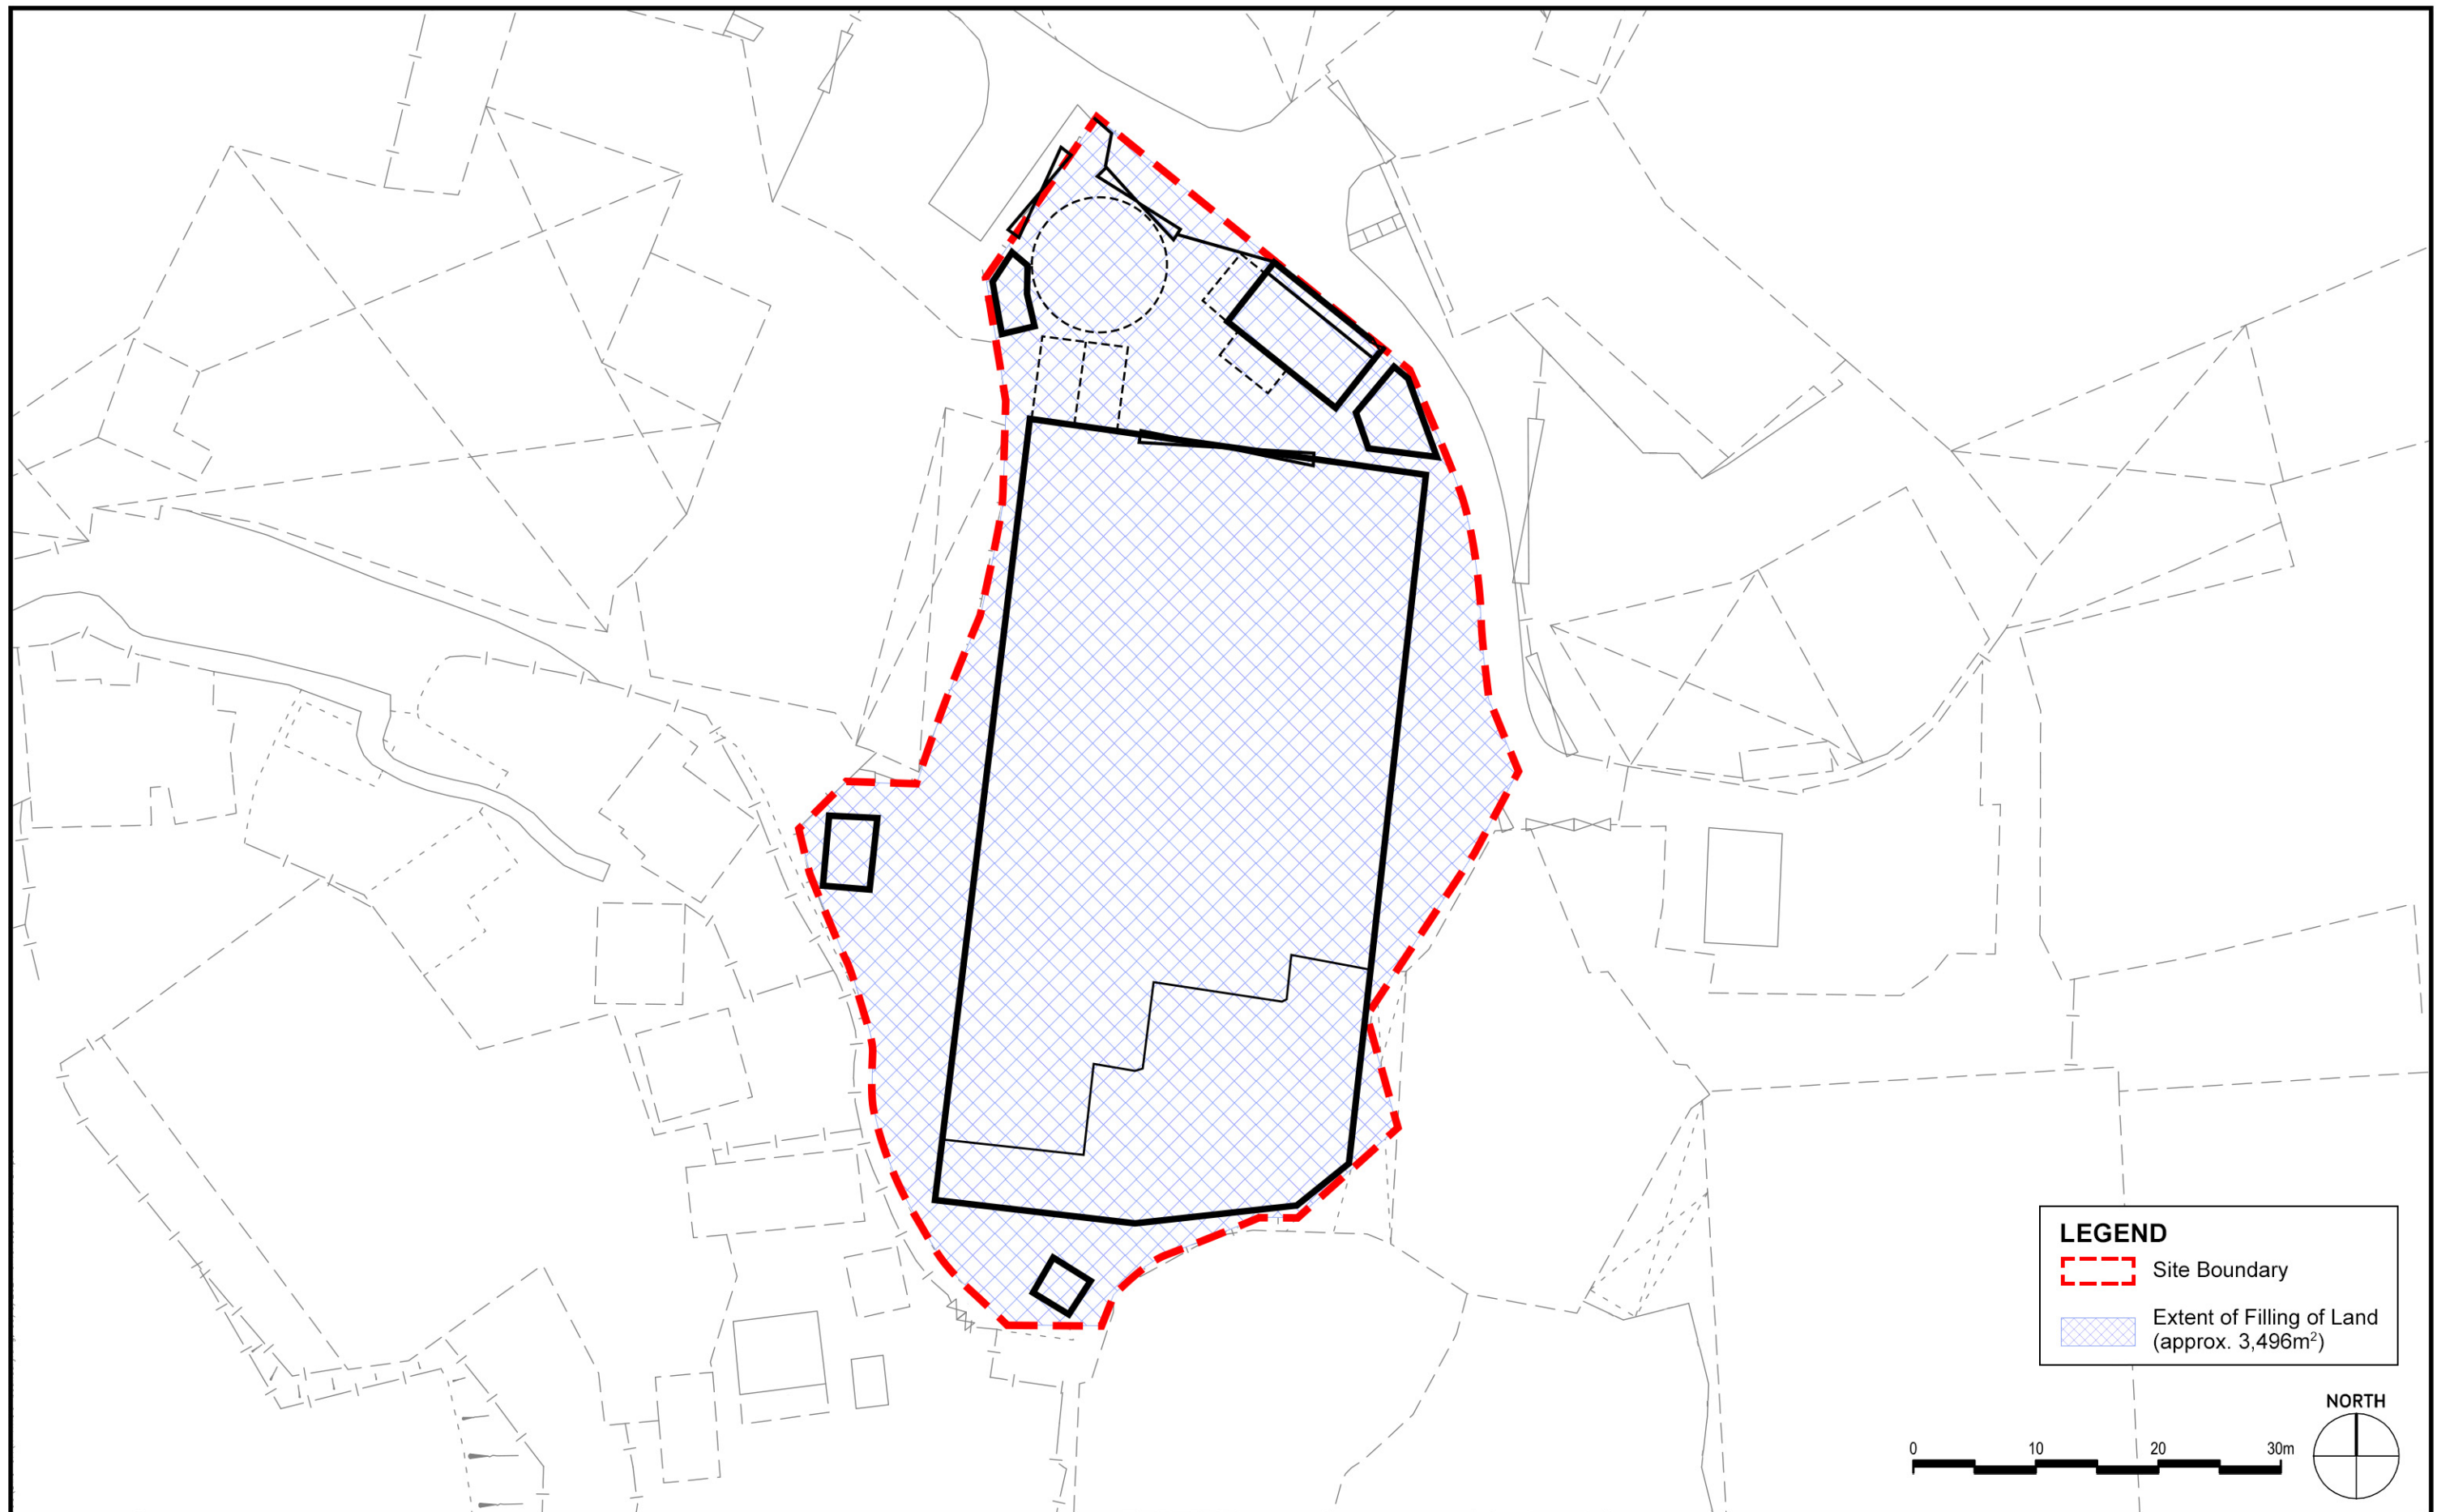 LEGEND
Site Boundary
Extent of Filling of Land
(approx. 3,496m²)
NORTH
0 10 20 30m